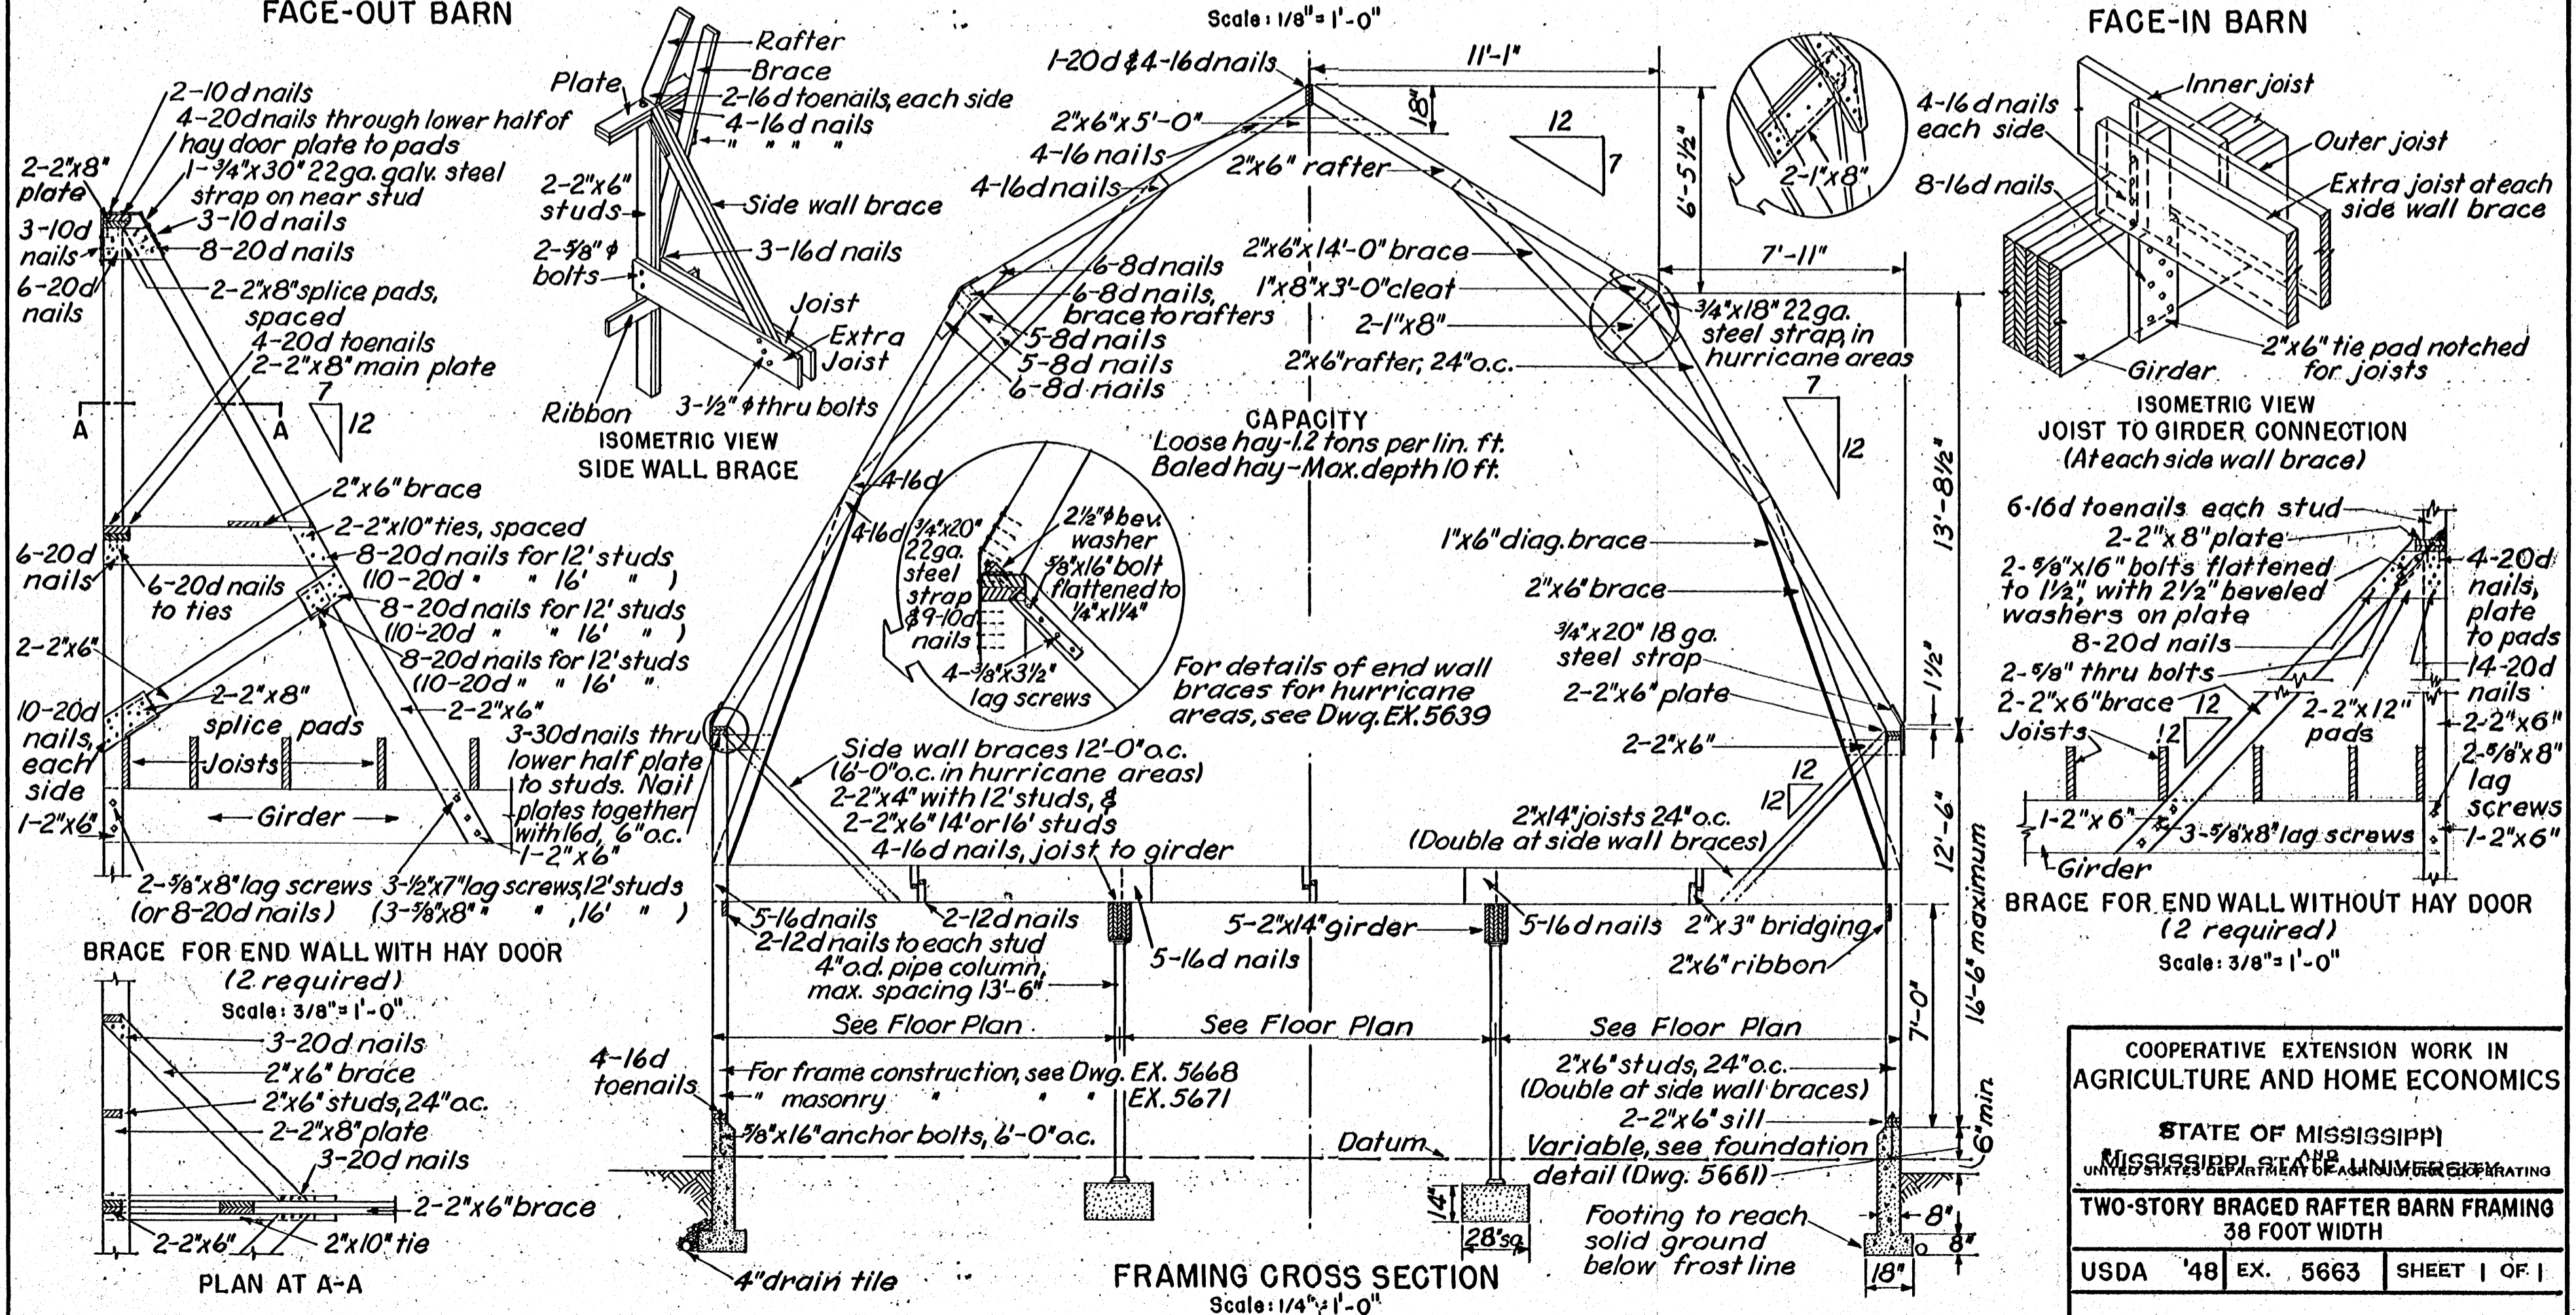 FACE-OUT BARN
Scale: 1/8" = 1'-0"
FACE-IN BARN
2-10d nails
4-20d nails through lower half of
hay door plate to pads
2-2"x8"
plate
1-3/4"x30" 22ga. galv. steel
strap on near stud
3-10d
nails
3-10d nails
8-20d nails
6-20d
nails
2-2"x8" splice pads,
spaced
4-20d toenails
2-2"x8" main plate
7
12
A
A
2"x6" brace
2-2"x10" ties, spaced
6-20d
nails
8-20d nails for 12' studs
(10-20d " " 16' " )
6-20d nails
to ties
8-20d nails for 12' studs
(10-20d " " 16' " )
2-2"x6"
8-20d nails for 12' studs
(10-20d " " 16' "
2-2"x8"
splice pads
2-2"x6"
10-20d
nails,
each
side
Joists
Girder
1-2"x6"
1-2"x6"
2-5/8"x8" lag screws
(or 8-20d nails)
3-1/2"x7" lag screws, 12' studs
(3-5/8"x8" " " , 16' " )
BRACE FOR END WALL WITH HAY DOOR
(2 required)
Scale: 3/8" = 1'-0"
3-20d nails
2"x6" brace
2"x6" studs, 24" o.c.
2-2"x8" plate
3-20d nails
2-2"x6" brace
2-2"x6"
2"x10" tie
PLAN AT A-A
Rafter
Brace
Plate
2-16d toenails, each side
4-16d nails
" " " "
2-2"x6"
studs
Side wall brace
2-5/8" ϕ
bolts
3-16d nails
Joist
Extra
Joist
Ribbon
3-1/2" ϕ thru bolts
ISOMETRIC VIEW
SIDE WALL BRACE
1-20d & 4-16d nails
11'-1"
2"x6"x5'-0"
18"
4-16 nails
4-16d nails
2"x6" rafter
12
7
6'-5 1/2"
2-1"x8"
6-8d nails
6-8d nails,
brace to rafters
5-8d nails
5-8d nails
6-8d nails
2"x6"x14'-0" brace
1"x8"x3'-0" cleat
2-1"x8"
2"x6" rafter, 24" o.c.
7'-11"
3/4"x18" 22ga.
steel strap, in
hurricane areas
7
12
CAPACITY
Loose hay-1.2 tons per lin. ft.
Baled hay-Max. depth 10 ft.
4-16d
4-16d
3/4"x20"
22ga.
steel
strap
& 9-10d
nails
2 1/2" ϕ bev.
washer
5/8"x16" bolt
flattened to
1/4"x1 1/4"
4-3/8"x3 1/2"
lag screws
For details of end wall
braces for hurricane
areas, see Dwg. EX. 5639
1"x6" diag. brace
2"x6" brace
3/4"x20" 18 ga.
steel strap
2-2"x6" plate
2-2"x6"
13'-8 1/2"
1 1/2"
12'-6"
16'-6" maximum
7'-0"
6" min
3-30d nails thru
lower half plate
to studs. Nail
plates together
with 16d, 6" o.c.
Side wall braces 12'-0" o.c.
(6'-0" o.c. in hurricane areas)
2-2"x4" with 12' studs, &
2-2"x6" 14' or 16' studs
4-16d nails, joist to girder
12
12
2"x14" joists 24" o.c.
(Double at side wall braces)
5-16d nails
2-12d nails
2-12d nails to each stud
4" o.d. pipe column,
max. spacing 13'-6"
5-16d nails
5-2"x14" girder
5-16d nails
2"x3" bridging
2"x6" ribbon
See Floor Plan
See Floor Plan
See Floor Plan
4-16d
toenails
For frame construction, see Dwg. EX. 5668
" masonry " " " EX. 5671
2"x6" studs, 24" o.c.
(Double at side wall braces)
2-2"x6" sill
5/8"x16" anchor bolts, 6'-0" o.c.
Datum
Variable, see foundation
detail (Dwg. 5661)
14"
28" sq
Footing to reach
solid ground
below frost line
8"
8"
18"
4" drain tile
FRAMING CROSS SECTION
Scale: 1/4" = 1'-0"
Inner joist
4-16d nails
each side
Outer joist
8-16d nails
Extra joist at each
side wall brace
2"x6" tie pad notched
for joists
Girder
ISOMETRIC VIEW
JOIST TO GIRDER CONNECTION
(At each side wall brace)
6-16d toenails each stud
2-2"x8" plate
2-5/8"x16" bolts flattened
to 1 1/2", with 2 1/2" beveled
washers on plate
8-20d nails
2-5/8" thru bolts
2-2"x6" brace
4-20d
nails,
plate
to pads
14-20d
nails
2-2"x6"
2-5/8"x8"
lag
screws
1-2"x6"
12
12
2-2"x12"
pads
Joists
1-2"x6"
3-5/8"x8" lag screws
Girder
BRACE FOR END WALL WITHOUT HAY DOOR
(2 required)
Scale: 3/8" = 1'-0"
COOPERATIVE EXTENSION WORK IN
AGRICULTURE AND HOME ECONOMICS
STATE OF MISSISSIPPI
AND
MISSISSIPPI STATE UNIVERSITY
UNITED STATES DEPARTMENT OF AGRICULTURE COOPERATING
TWO-STORY BRACED RAFTER BARN FRAMING
38 FOOT WIDTH
USDA '48 EX. 5663 SHEET 1 OF 1